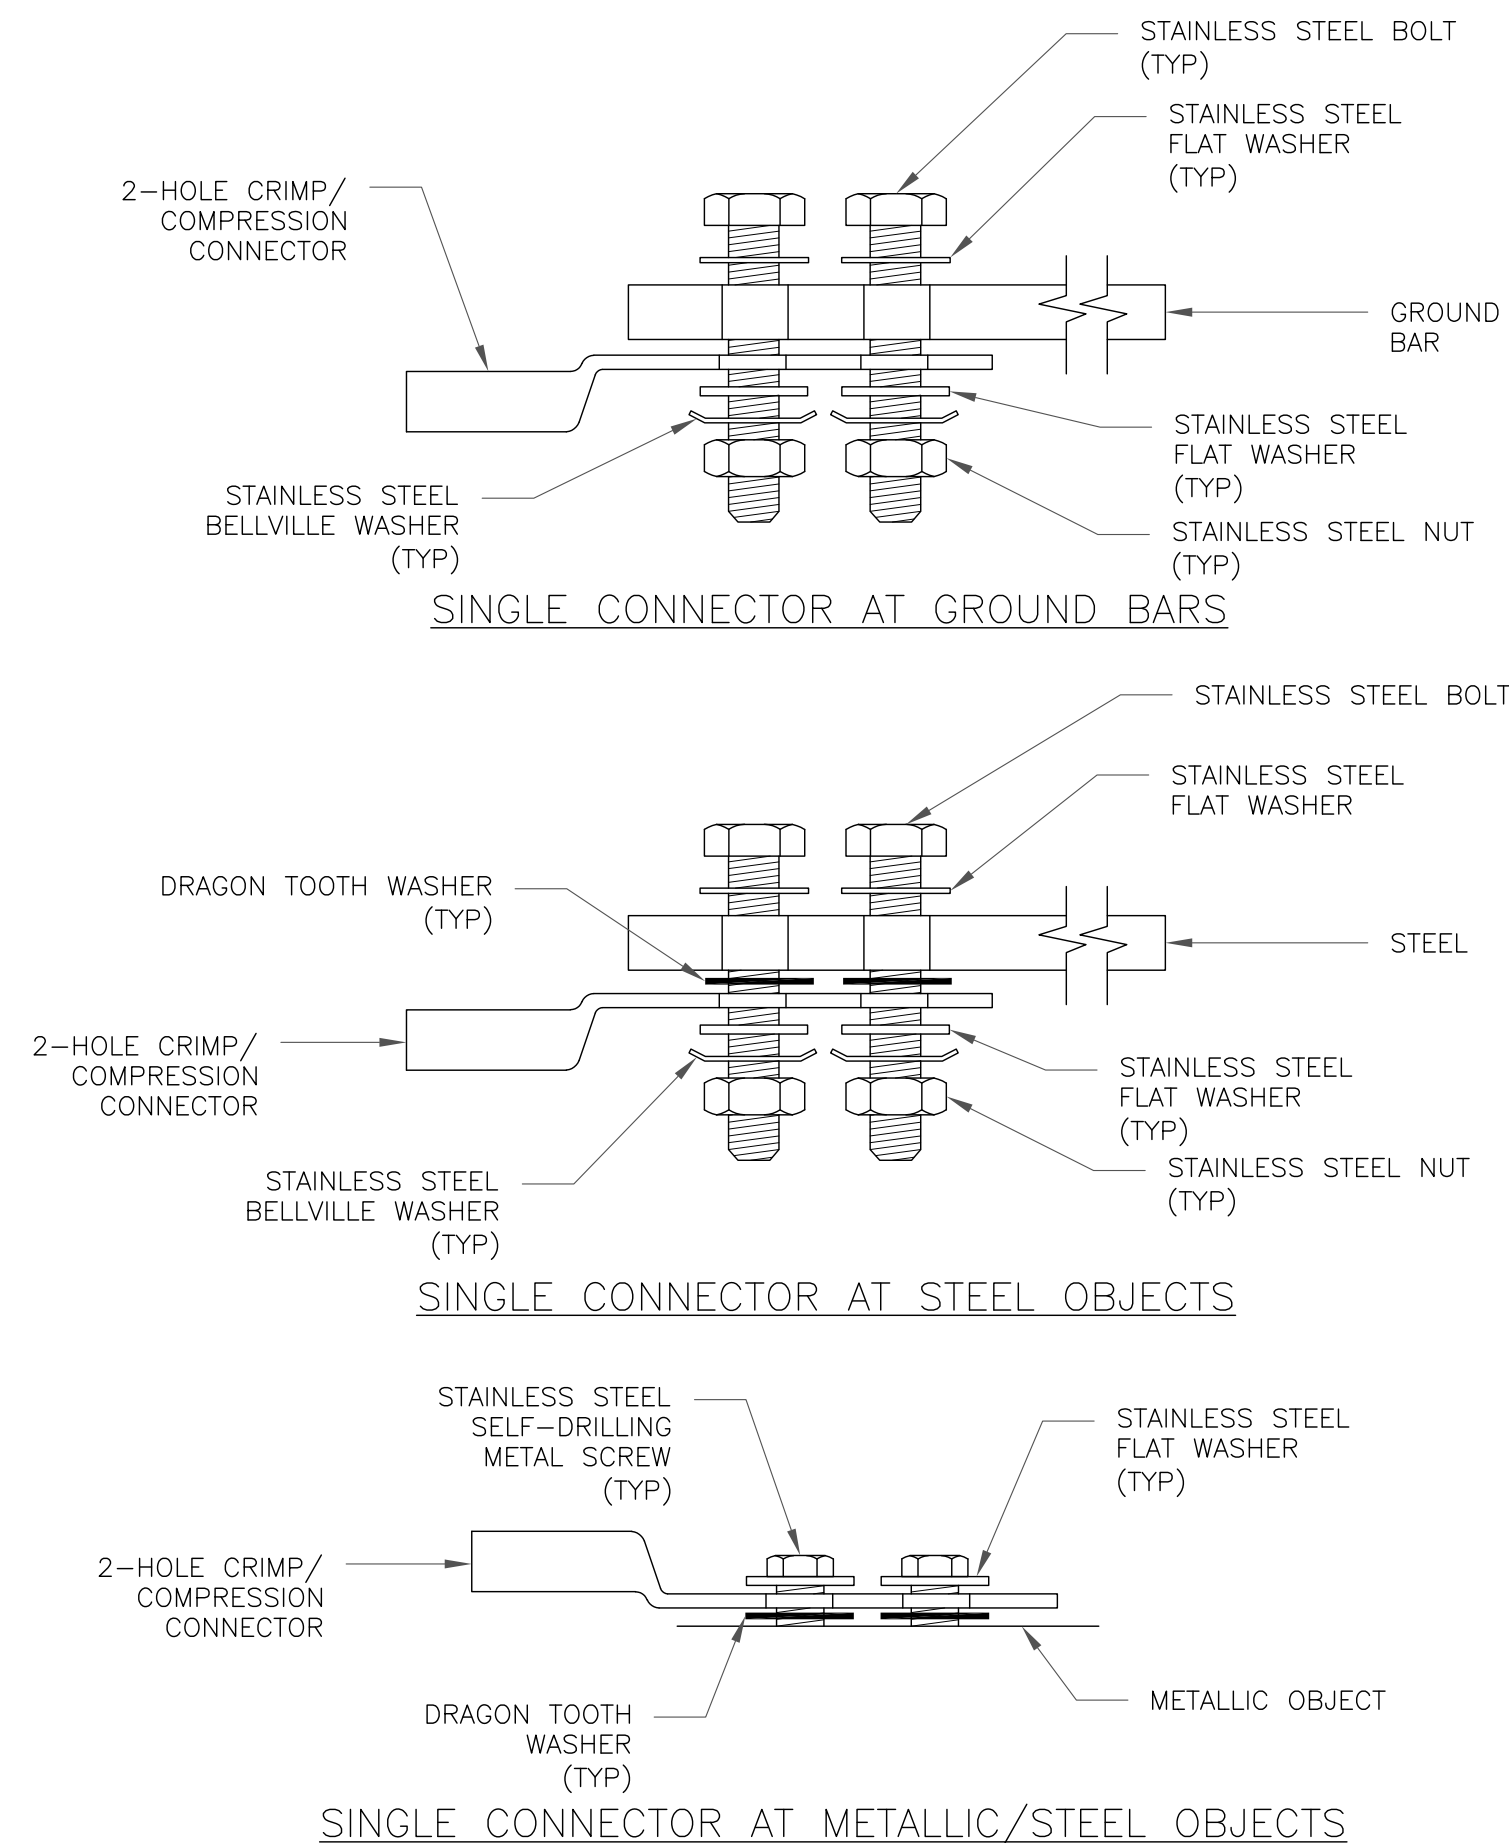 STAINLESS STEEL BOLT
(TYP)
STAINLESS STEEL
FLAT WASHER
(TYP)
2-HOLE CRIMP/
COMPRESSION
CONNECTOR
GROUND
BAR
STAINLESS STEEL
FLAT WASHER
(TYP)
STAINLESS STEEL
BELLVILLE WASHER
(TYP)
STAINLESS STEEL NUT
(TYP)
SINGLE CONNECTOR AT GROUND BARS
STAINLESS STEEL BOLT
STAINLESS STEEL
FLAT WASHER
DRAGON TOOTH WASHER
(TYP)
STEEL
2-HOLE CRIMP/
COMPRESSION
CONNECTOR
STAINLESS STEEL
FLAT WASHER
(TYP)
STAINLESS STEEL NUT
(TYP)
STAINLESS STEEL
BELLVILLE WASHER
(TYP)
SINGLE CONNECTOR AT STEEL OBJECTS
STAINLESS STEEL
SELF-DRILLING
METAL SCREW
(TYP)
STAINLESS STEEL
FLAT WASHER
(TYP)
2-HOLE CRIMP/
COMPRESSION
CONNECTOR
METALLIC OBJECT
DRAGON TOOTH
WASHER
(TYP)
SINGLE CONNECTOR AT METALLIC/STEEL OBJECTS